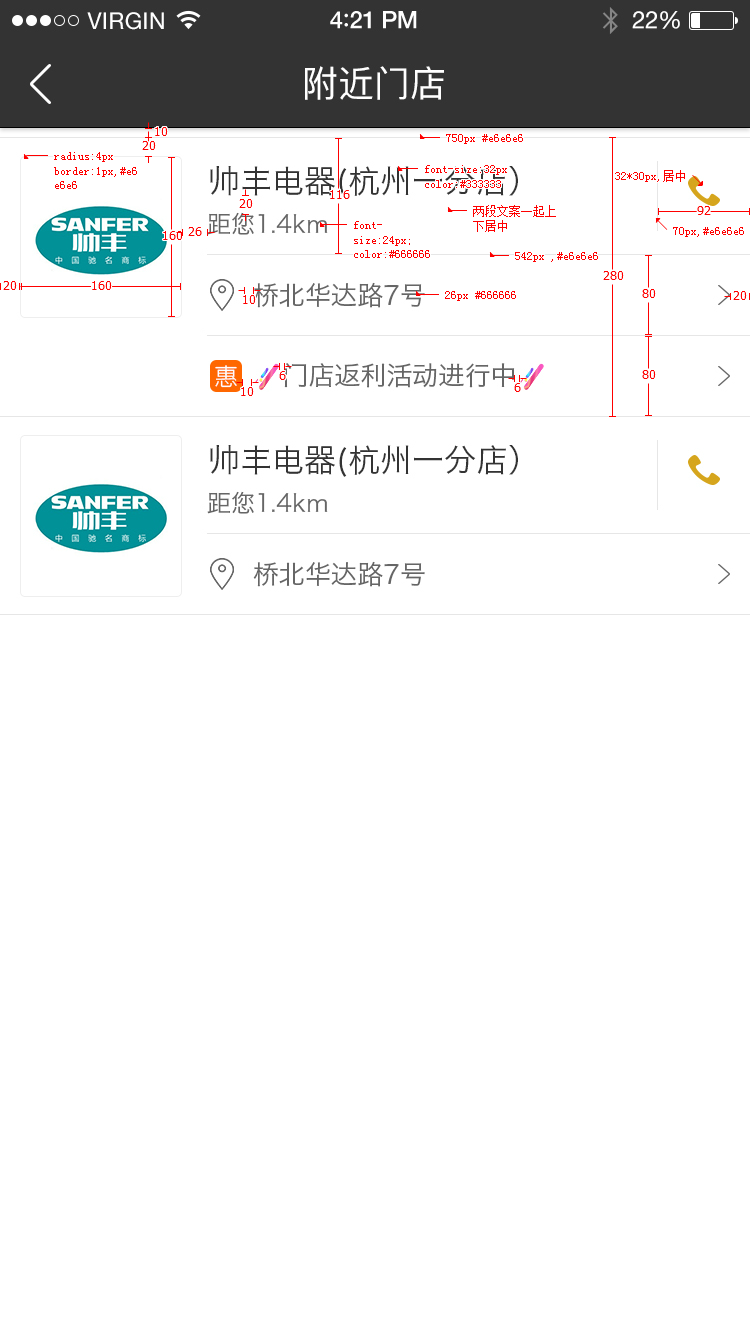 VIRGIN 4:21 PM 22%
附近门店
10
20
750px #e6e6e6
radius:4px
border:1px,#e6
e6e6
帅丰电器(杭州一分店)
font-size:32px
color:#333333
32*30px,居中
116
20
92
两段文案一起上
下居中
距您1.4km
font-
size:24px;
color:#666666
70px,#e6e6e6
SANFER
帅丰
中国驰名商标
160
26
542px ,#e6e6e6
280
20
160
10
桥北华达路7号
26px #666666
80
20
惠
10
6
门店返利活动进行中
6
80
帅丰电器(杭州一分店)
距您1.4km
SANFER
帅丰
中国驰名商标
桥北华达路7号